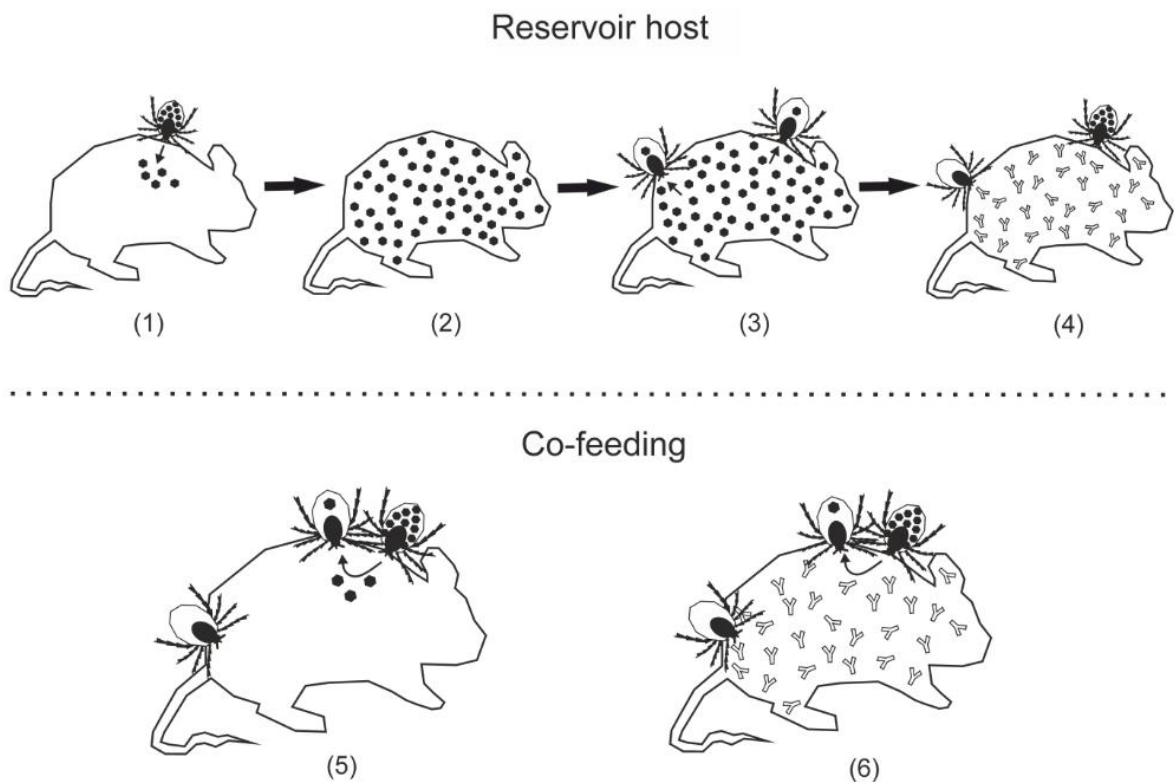 Reservoir host
(1) (2) (3) (4)
Co-feeding
(5) (6)